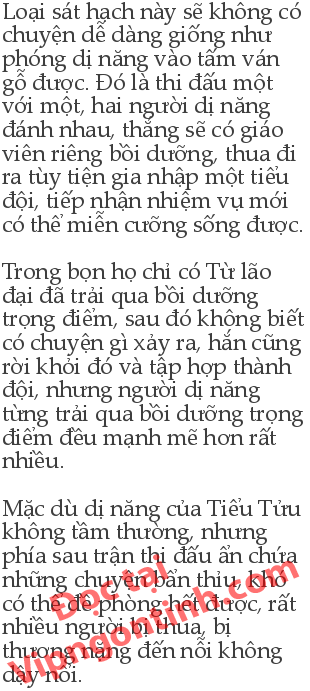 Loại sát hạch này sẽ không có
chuyện dễ dàng giống như
phóng dị năng vào tấm ván
gỗ được. Đó là thi đấu một
với một, hai người dị năng
đánh nhau, thắng sẽ có giáo
viên riêng bồi dưỡng, thua đi
ra tùy tiện gia nhập một tiểu
đội, tiếp nhận nhiệm vụ mới
có thể miễn cưỡng sống được.
Trong bọn họ chỉ có Từ lão
đại đã trải qua bồi dưỡng
trọng điểm, sau đó không biết
có chuyện gì xảy ra, hắn cũng
rời khỏi đó và tập hợp thành
đội, nhưng người dị năng
từng trải qua bồi dưỡng trọng
điểm đều mạnh mẽ hơn rất
nhiều.
Mặc dù dị năng của Tiểu Tửu
không tầm thường, nhưng
phía sau trận thi đấu ẩn chứa
những chuyện bẩn thỉu, khó
có thể đề phòng hết được, rất
nhiều người bị thua, bị
thương nặng đến nỗi không
dậy nổi.
Đọc tại
Vipngontinh.com